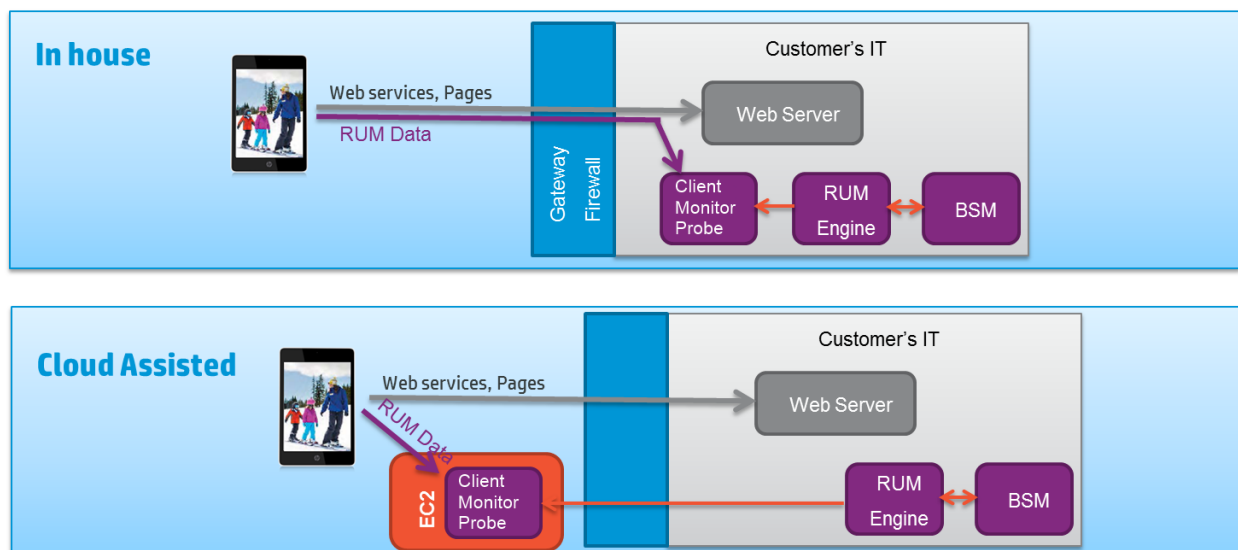 In house
Customer's IT
Web services, Pages
Web Server
RUM Data
Gateway
Firewall
Client
Monitor
Probe
RUM
Engine
BSM
Cloud Assisted
Customer's IT
Web services, Pages
Web Server
RUM Data
EC2
Client
Monitor
Probe
RUM
Engine
BSM